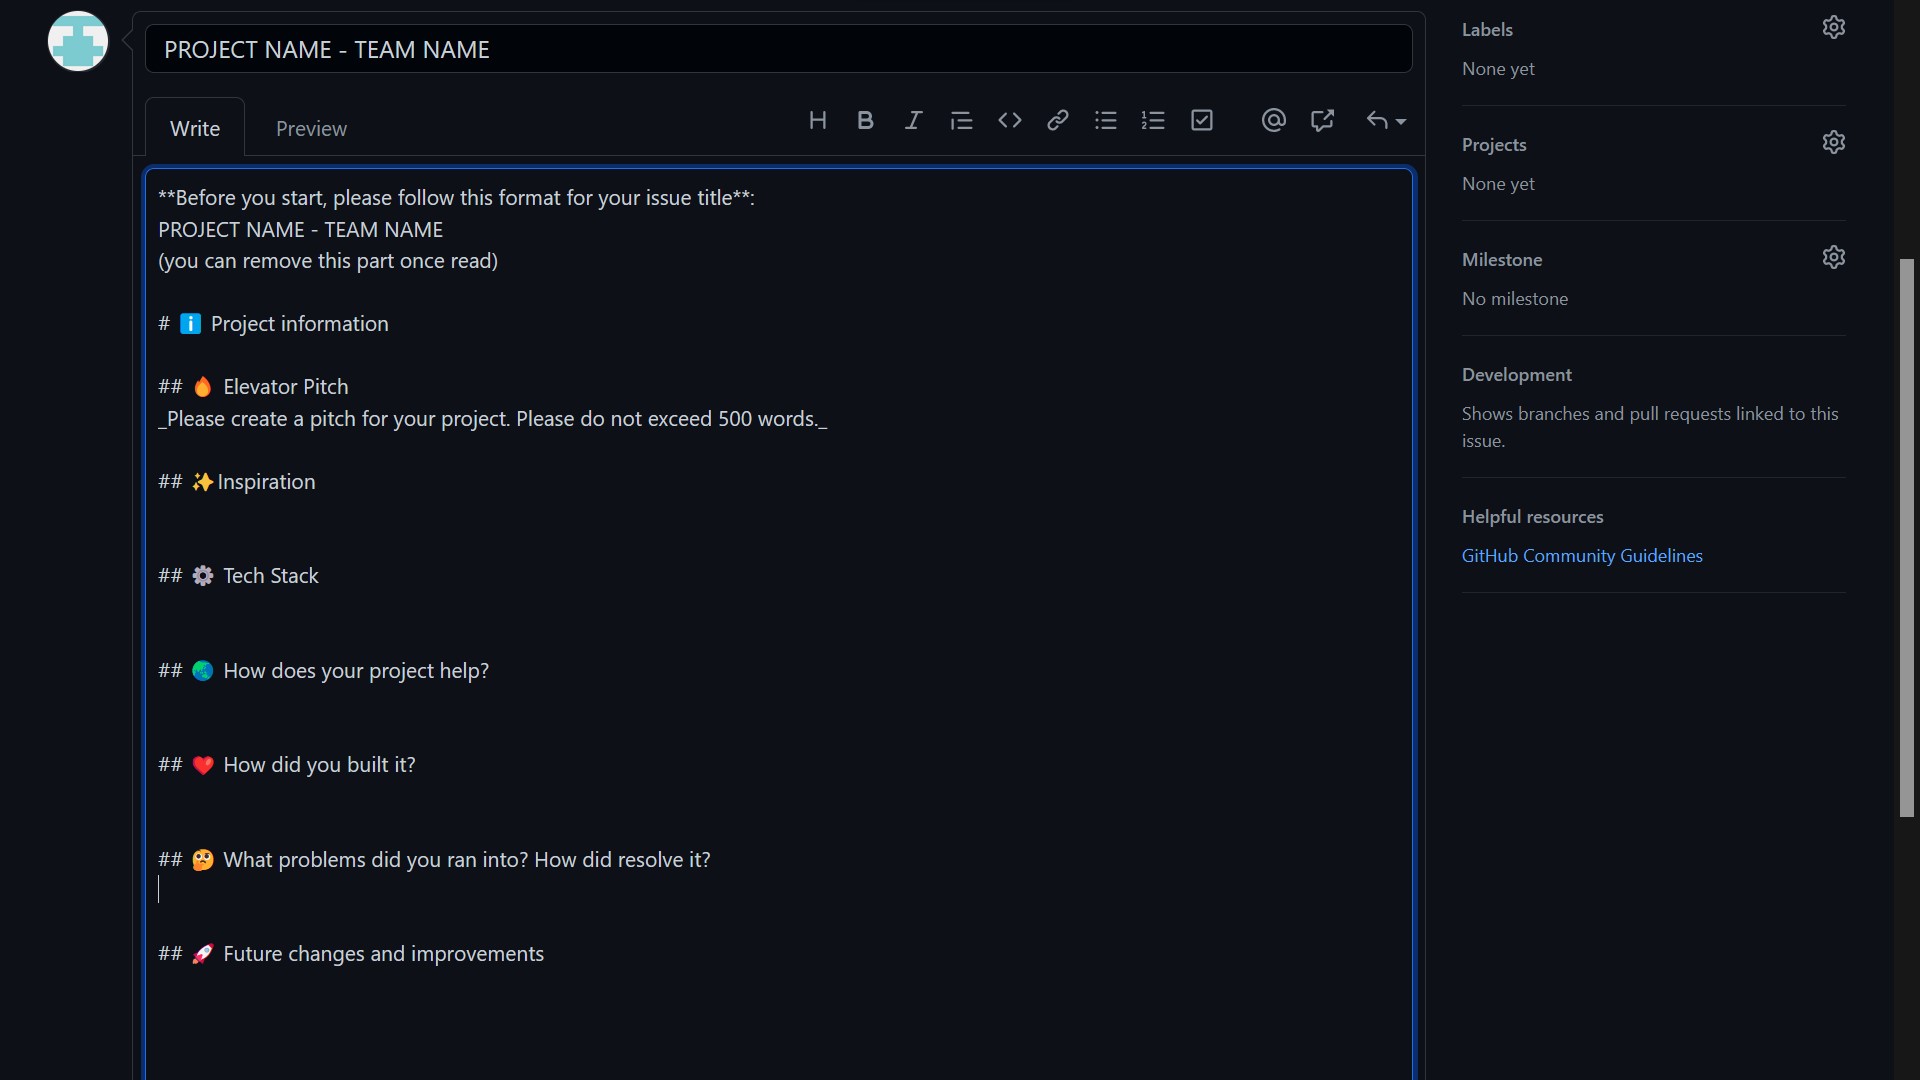 PROJECT NAME - TEAM NAME
Write
Preview
**Before you start, please follow this format for your issue title**:
PROJECT NAME - TEAM NAME
(you can remove this part once read)
# ℹ️ Project information
## 🔥 Elevator Pitch
_Please create a pitch for your project. Please do not exceed 500 words._
## ✨Inspiration
## ⚙️ Tech Stack
## 🌏 How does your project help?
## ❤️ How did you built it?
## 🤔 What problems did you ran into? How did resolve it?
## 🚀 Future changes and improvements
Labels
None yet
Projects
None yet
Milestone
No milestone
Development
Shows branches and pull requests linked to this
issue.
Helpful resources
GitHub Community Guidelines